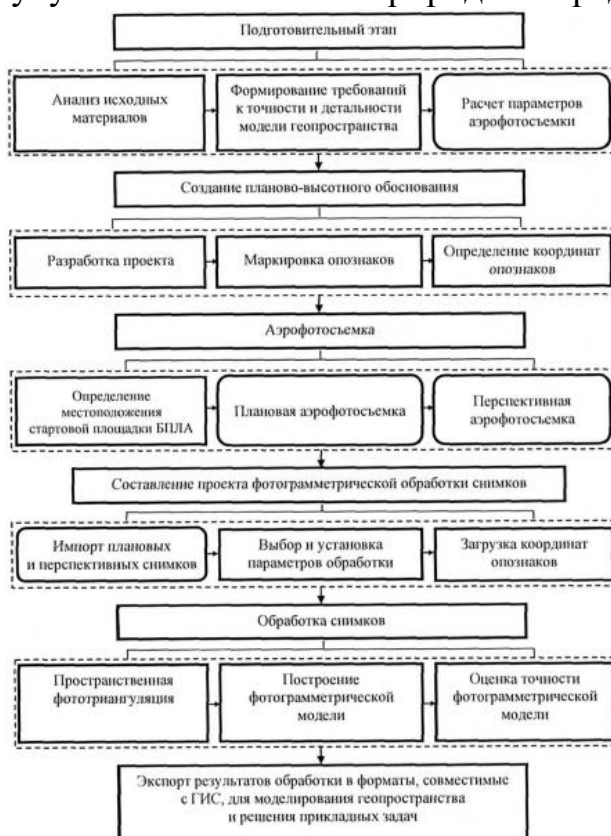 Подготовительный этап
Анализ исходных
материалов
Формирование требований
к точности и детальности
модели геопространства
Расчет параметров
аэрофотосъемки
Создание планово-высотного обоснования
Разработка проекта
Маркировка опознаков
Определение координат
опознаков
Аэрофотосъемка
Определение
местоположения
стартовой площадки БПЛА
Плановая аэрофотосъемка
Перспективная
аэрофотосъемка
Составление проекта фотограмметрической обработки снимков
Импорт плановых
и перспективных снимков
Выбор и установка
параметров обработки
Загрузка координат
опознаков
Обработка снимков
Пространственная
фототриангуляция
Построение
фотограмметрической
модели
Оценка точности
фотограмметрической
модели
Экспорт результатов обработки в форматы, совместимые
с ГИС, для моделирования геопространства
и решения прикладных задач